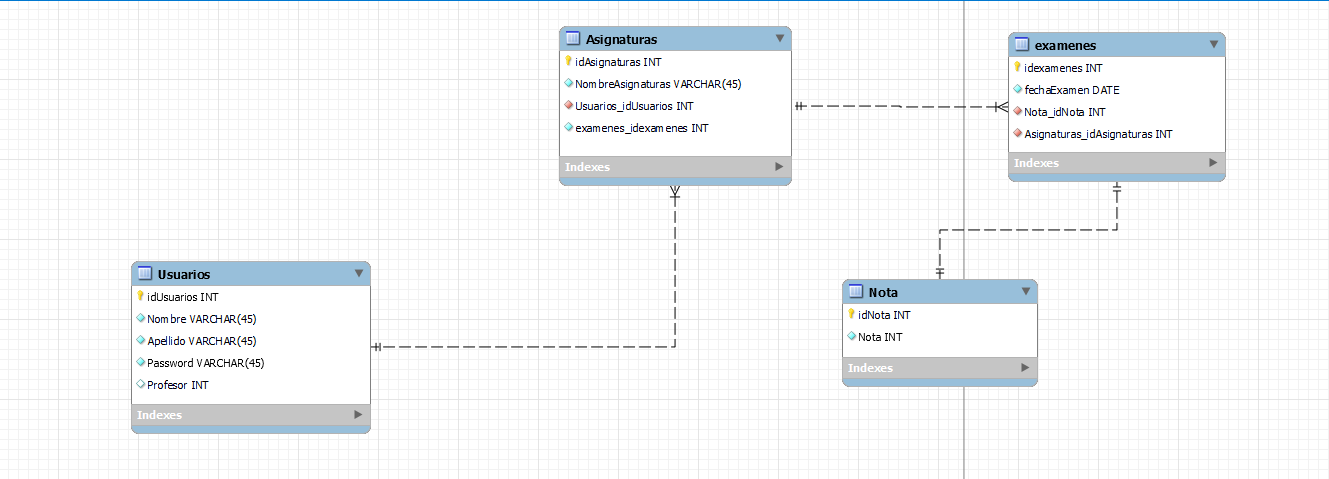 Asignaturas
idAsignaturas INT
NombreAsignaturas VARCHAR(45)
Usuarios_idUsuarios INT
examenes_idexamenes INT
Indexes
examenes
idexamenes INT
fechaExamen DATE
Nota_idNota INT
Asignaturas_idAsignaturas INT
Indexes
Usuarios
idUsuarios INT
Nombre VARCHAR(45)
Apellido VARCHAR(45)
Password VARCHAR(45)
Profesor INT
Indexes
Nota
idNota INT
Nota INT
Indexes